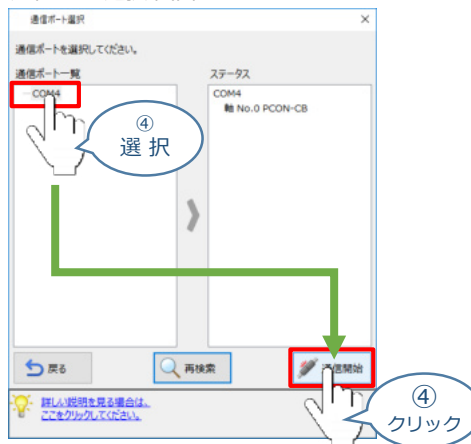 通信ポート選択
×
通信ポートを選択してください。
通信ポート一覧
ステータス
COM4
COM4
軸 No.0 PCON-CB
④
選 択
戻る
再検索
通信開始
詳しい説明を見る場合は、
ここをクリックしてください。
④
クリック